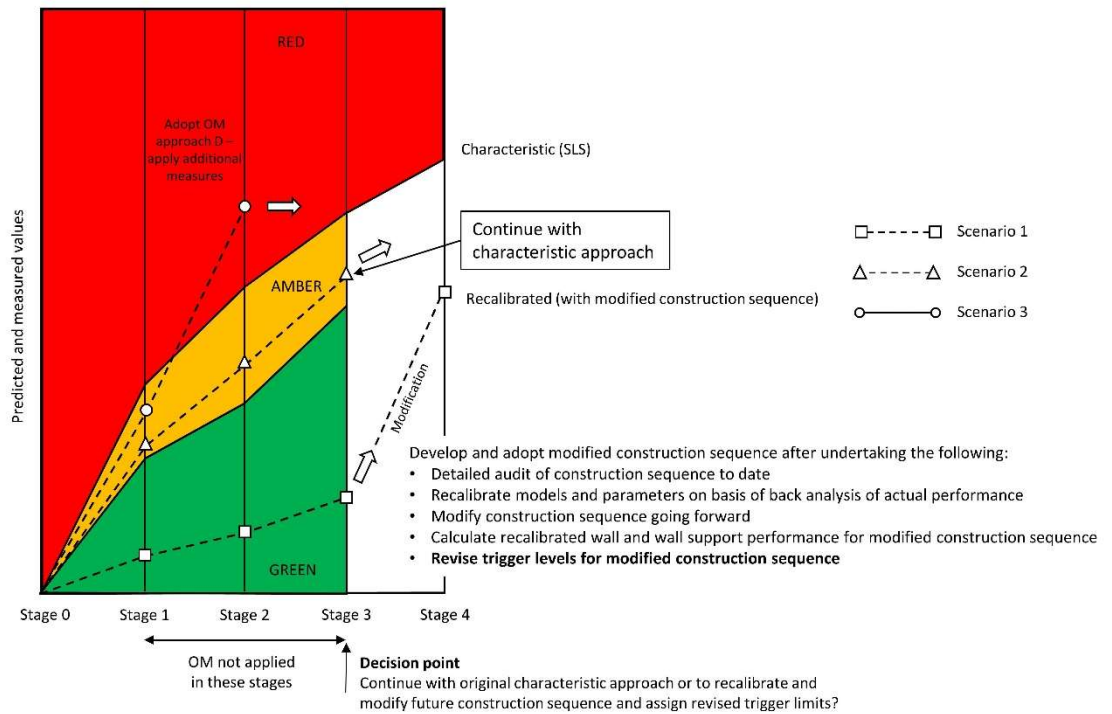 RED
Adopt OM
approach D –
apply additional
measures
Characteristic (SLS)
Continue with
characteristic approach
Scenario 1
Scenario 2
Scenario 3
AMBER
Recalibrated (with modified construction sequence)
Predicted and measured values
Modification
Develop and adopt modified construction sequence after undertaking the following:
• Detailed audit of construction sequence to date
• Recalibrate models and parameters on basis of back analysis of actual performance
• Modify construction sequence going forward
• Calculate recalibrated wall and wall support performance for modified construction sequence
• Revise trigger levels for modified construction sequence
GREEN
Stage 0 Stage 1 Stage 2 Stage 3 Stage 4
OM not applied
in these stages
Decision point
Continue with original characteristic approach or to recalibrate and
modify future construction sequence and assign revised trigger limits?